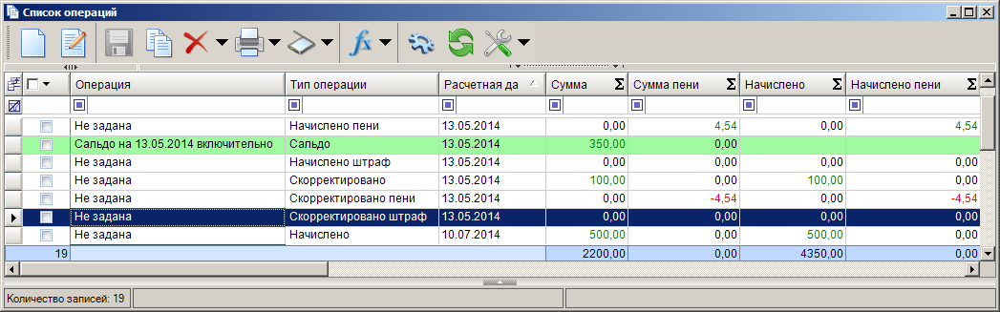 Список операций
Операция Тип операции Расчетная да Сумма Σ Сумма пени Σ Начислено Σ Начислено пени Σ
Не задана Начислено пени 13.05.2014 0,00 4,54 0,00 4,54
Сальдо на 13.05.2014 включительно Сальдо 13.05.2014 350,00 0,00
Не задана Начислено штраф 13.05.2014 0,00 0,00 0,00 0,00
Не задана Скорректировано 13.05.2014 100,00 0,00 100,00 0,00
Не задана Скорректировано пени 13.05.2014 0,00 -4,54 0,00 -4,54
Не задана Скорректировано штраф 13.05.2014 0,00 0,00 0,00 0,00
Не задана Начислено 10.07.2014 500,00 0,00 500,00 0,00
19 2200,00 0,00 4350,00 0,00
Количество записей: 19